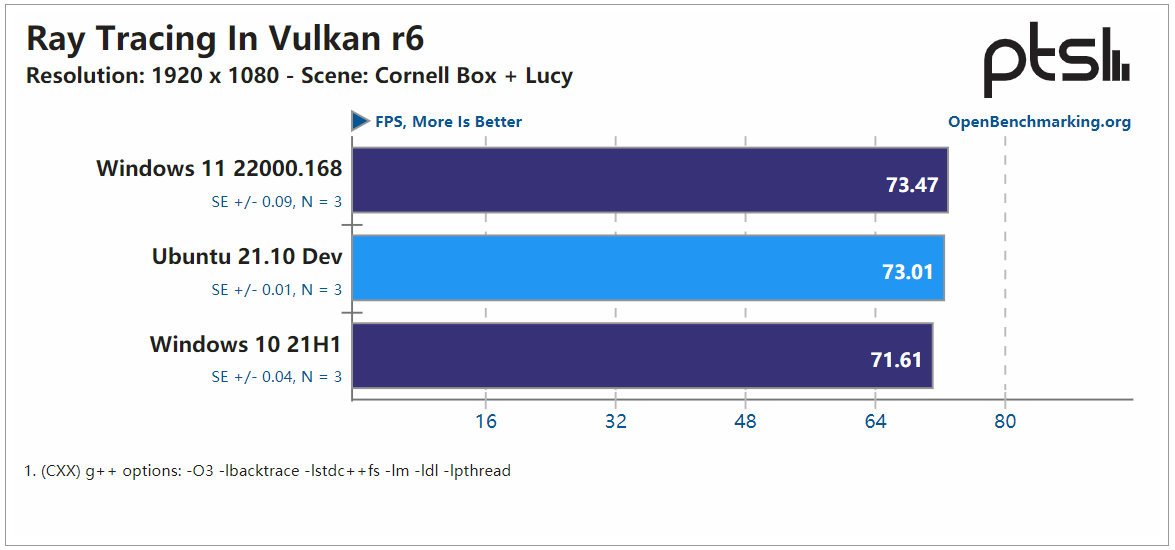 Ray Tracing In Vulkan r6
Resolution: 1920 x 1080 - Scene: Cornell Box + Lucy
ptsl
FPS, More Is Better
OpenBenchmarking.org
Windows 11 22000.168
SE +/- 0.09, N = 3
73.47
Ubuntu 21.10 Dev
SE +/- 0.01, N = 3
73.01
Windows 10 21H1
SE +/- 0.04, N = 3
71.61
16 32 48 64 80
1. (CXX) g++ options: -O3 -lbacktrace -lstdc++fs -lm -ldl -lpthread